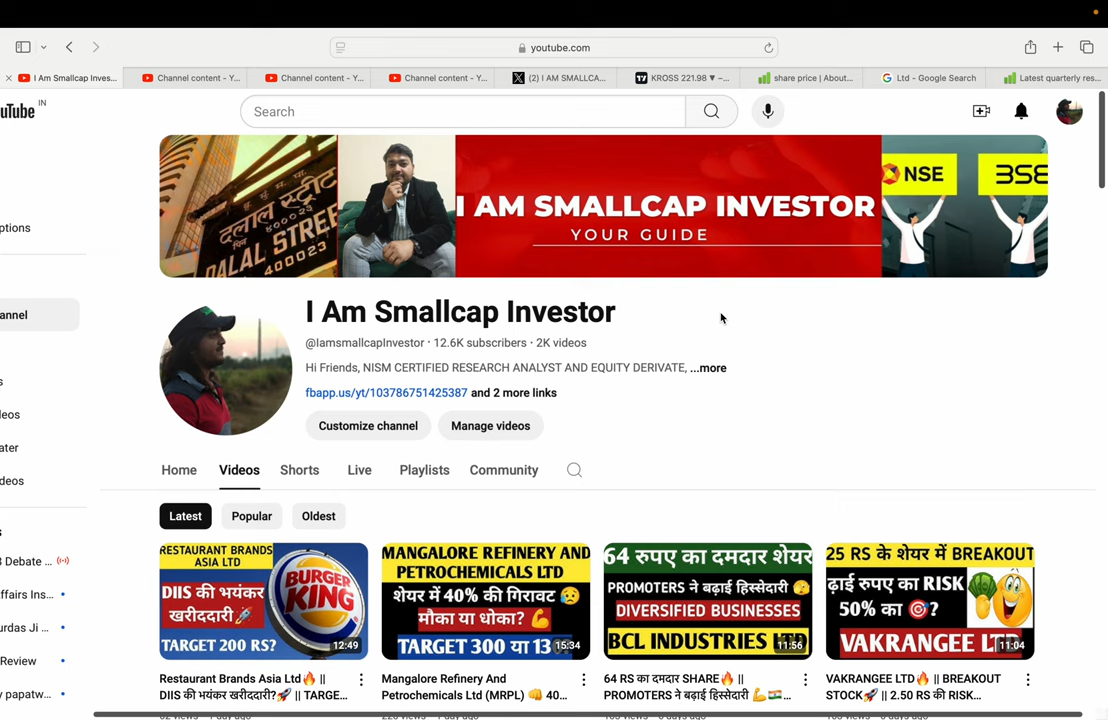 youtube.com
I Am Smallcap Inves...
Channel content - Y...
Channel content - Y...
Channel content - Y...
(2) I AM SMALLCA...
KROSS 221.98 ▼ −...
share price | About...
Ltd - Google Search
Latest quarterly res...
ouTube IN
Search
दलाल स्ट्रीट
DALAL STREE
400023
I AM SMALLCAP INVESTOR
YOUR GUIDE
NSE
BSE
ptions
annel
s
deos
ater
deos
s
3 Debate ...
ffairs Ins...
urdas Ji ...
Review
y papatw...
I Am Smallcap Investor
@IamsmallcapInvestor · 12.6K subscribers · 2K videos
Hi Friends, NISM CERTIFIED RESEARCH ANALYST AND EQUITY DERIVATE, ...more
fbapp.us/yt/103786751425387 and 2 more links
Customize channel
Manage videos
Home
Videos
Shorts
Live
Playlists
Community
Latest
Popular
Oldest
RESTAURANT BRANDS
ASIA LTD
DIIS की भयंकर
खरीददारी🚀
TARGET 200 RS?
BURGER
KING
12:49
MANGALORE REFINERY AND
PETROCHEMICALS LTD
शेयर में 40% की गिरावट 😥
मौका या धोका? 💪
TARGET 300 या 13
15:34
64 रुपए का दमदार शेयर
PROMOTERS ने बढ़ाई हिस्सेदारी 🫣
DIVERSIFIED BUSINESSES
BCL INDUSTRIES LTD
11:56
25 RS के शेयर में BREAKOUT
ढ़ाई रुपए का RISK
50% का 🎯?
VAKRANGEE LTD
11:04
Restaurant Brands Asia Ltd🔥 ||
DIIS की भयंकर खरीददारी?🚀 || TARGE...
Mangalore Refinery And
Petrochemicals Ltd (MRPL) 👊 40...
64 RS का दमदार SHARE🔥 ||
PROMOTERS ने बढ़ाई हिस्सेदारी 💪🇮🇳...
VAKRANGEE LTD🔥 || BREAKOUT
STOCK🚀 || 2.50 RS की RISK...